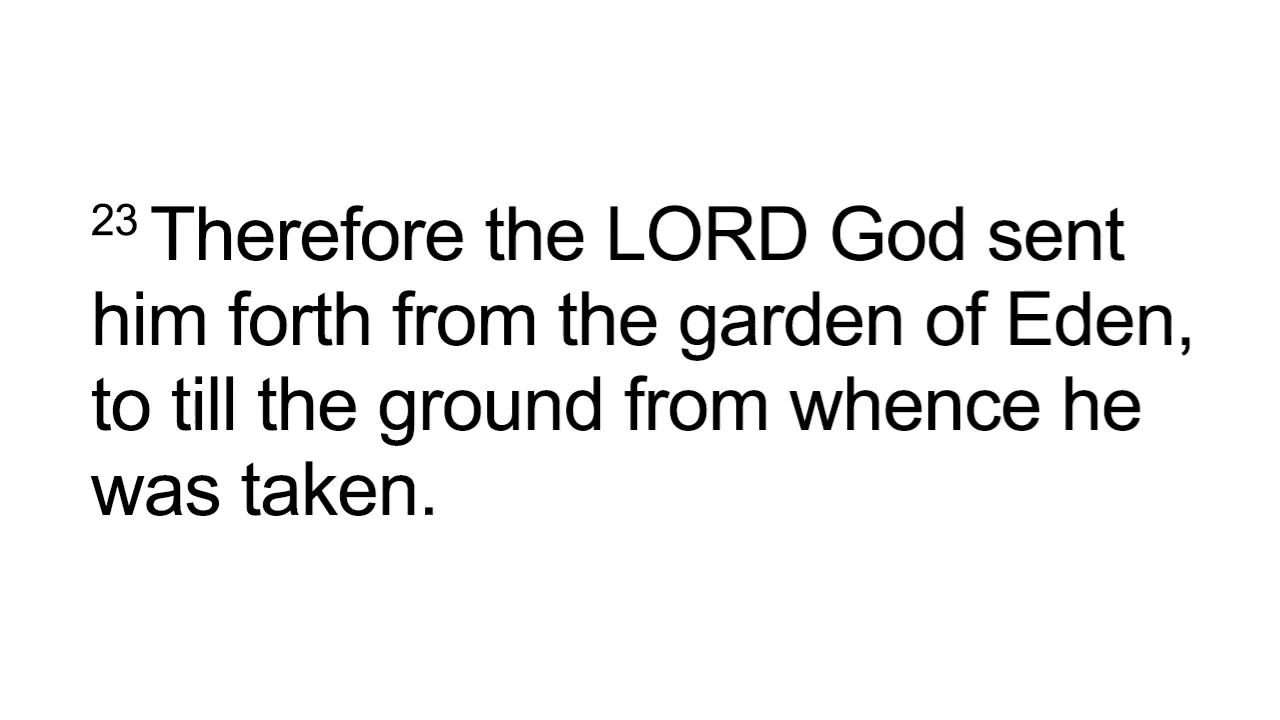 23 Therefore the LORD God sent
him forth from the garden of Eden,
to till the ground from whence he
was taken.